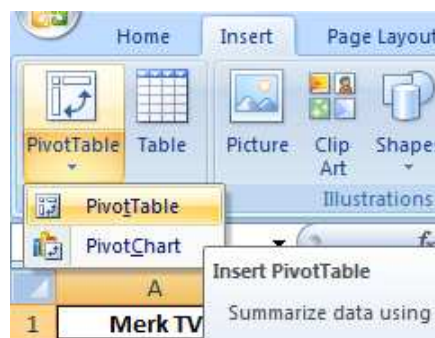 Home Insert Page Layout
PivotTable Table Picture Clip Art Shapes
Illustrations
PivotTable
PivotChart
Insert PivotTable
A
Summarize data using
1 Merk TV